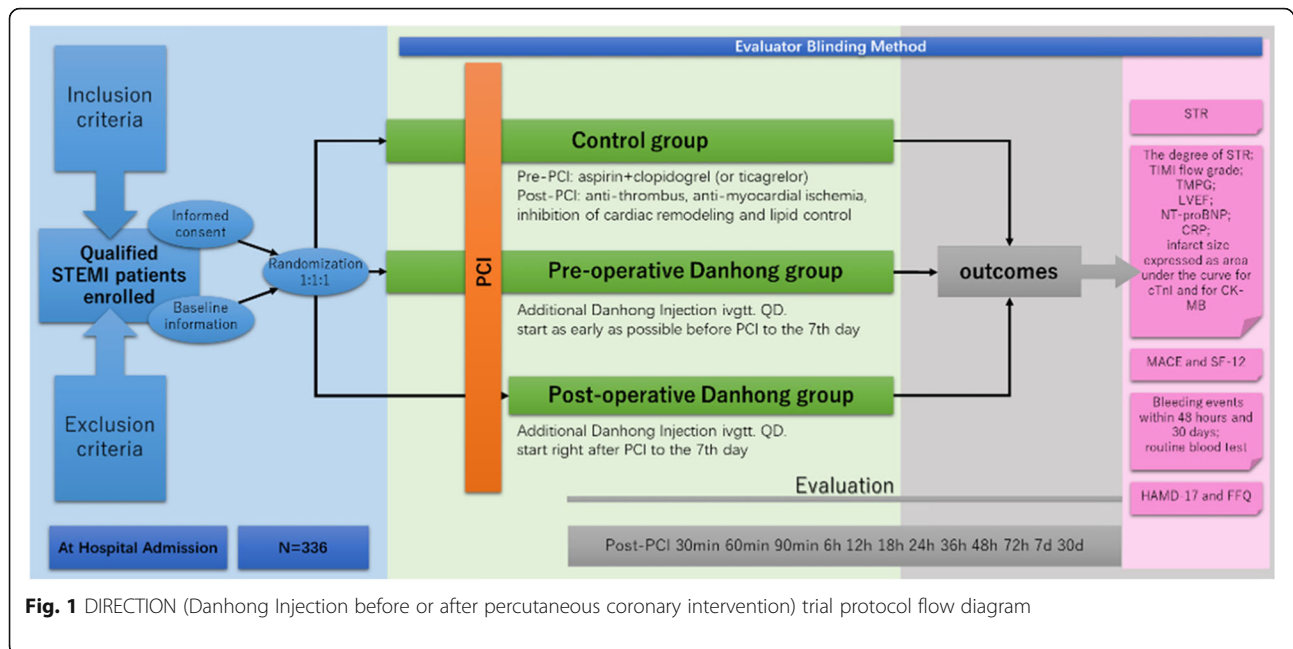 Evaluator Blinding Method
Inclusion
criteria
Informed
consent
Qualified
STEMI patients
enrolled
Baseline
information
Exclusion
criteria
Randomization
1:1:1
At Hospital Admission
N=336
PCI
Control group
Pre-PCI: aspirin+clopidogrel (or ticagrelor)
Post-PCI: anti-thrombus, anti-myocardial ischemia,
inhibition of cardiac remodeling and lipid control
Pre-operative Danhong group
Additional Danhong Injection ivgtt. QD.
start as early as possible before PCI to the 7th day
Post-operative Danhong group
Additional Danhong Injection ivgtt. QD.
start right after PCI to the 7th day
Evaluation
Post-PCI 30min 60min 90min 6h 12h 18h 24h 36h 48h 72h 7d 30d
outcomes
STR
The degree of STR;
TIMI flow grade;
TMPG;
LVEF;
NT-proBNP;
CRP;
infarct size
expressed as area
under the curve for
cTnI and for CK-
MB
MACE and SF-12
Bleeding events
within 48 hours and
30 days;
routine blood test
HAMD-17 and FFQ
Fig. 1 DIRECTION (Danhong Injection before or after percutaneous coronary intervention) trial protocol flow diagram